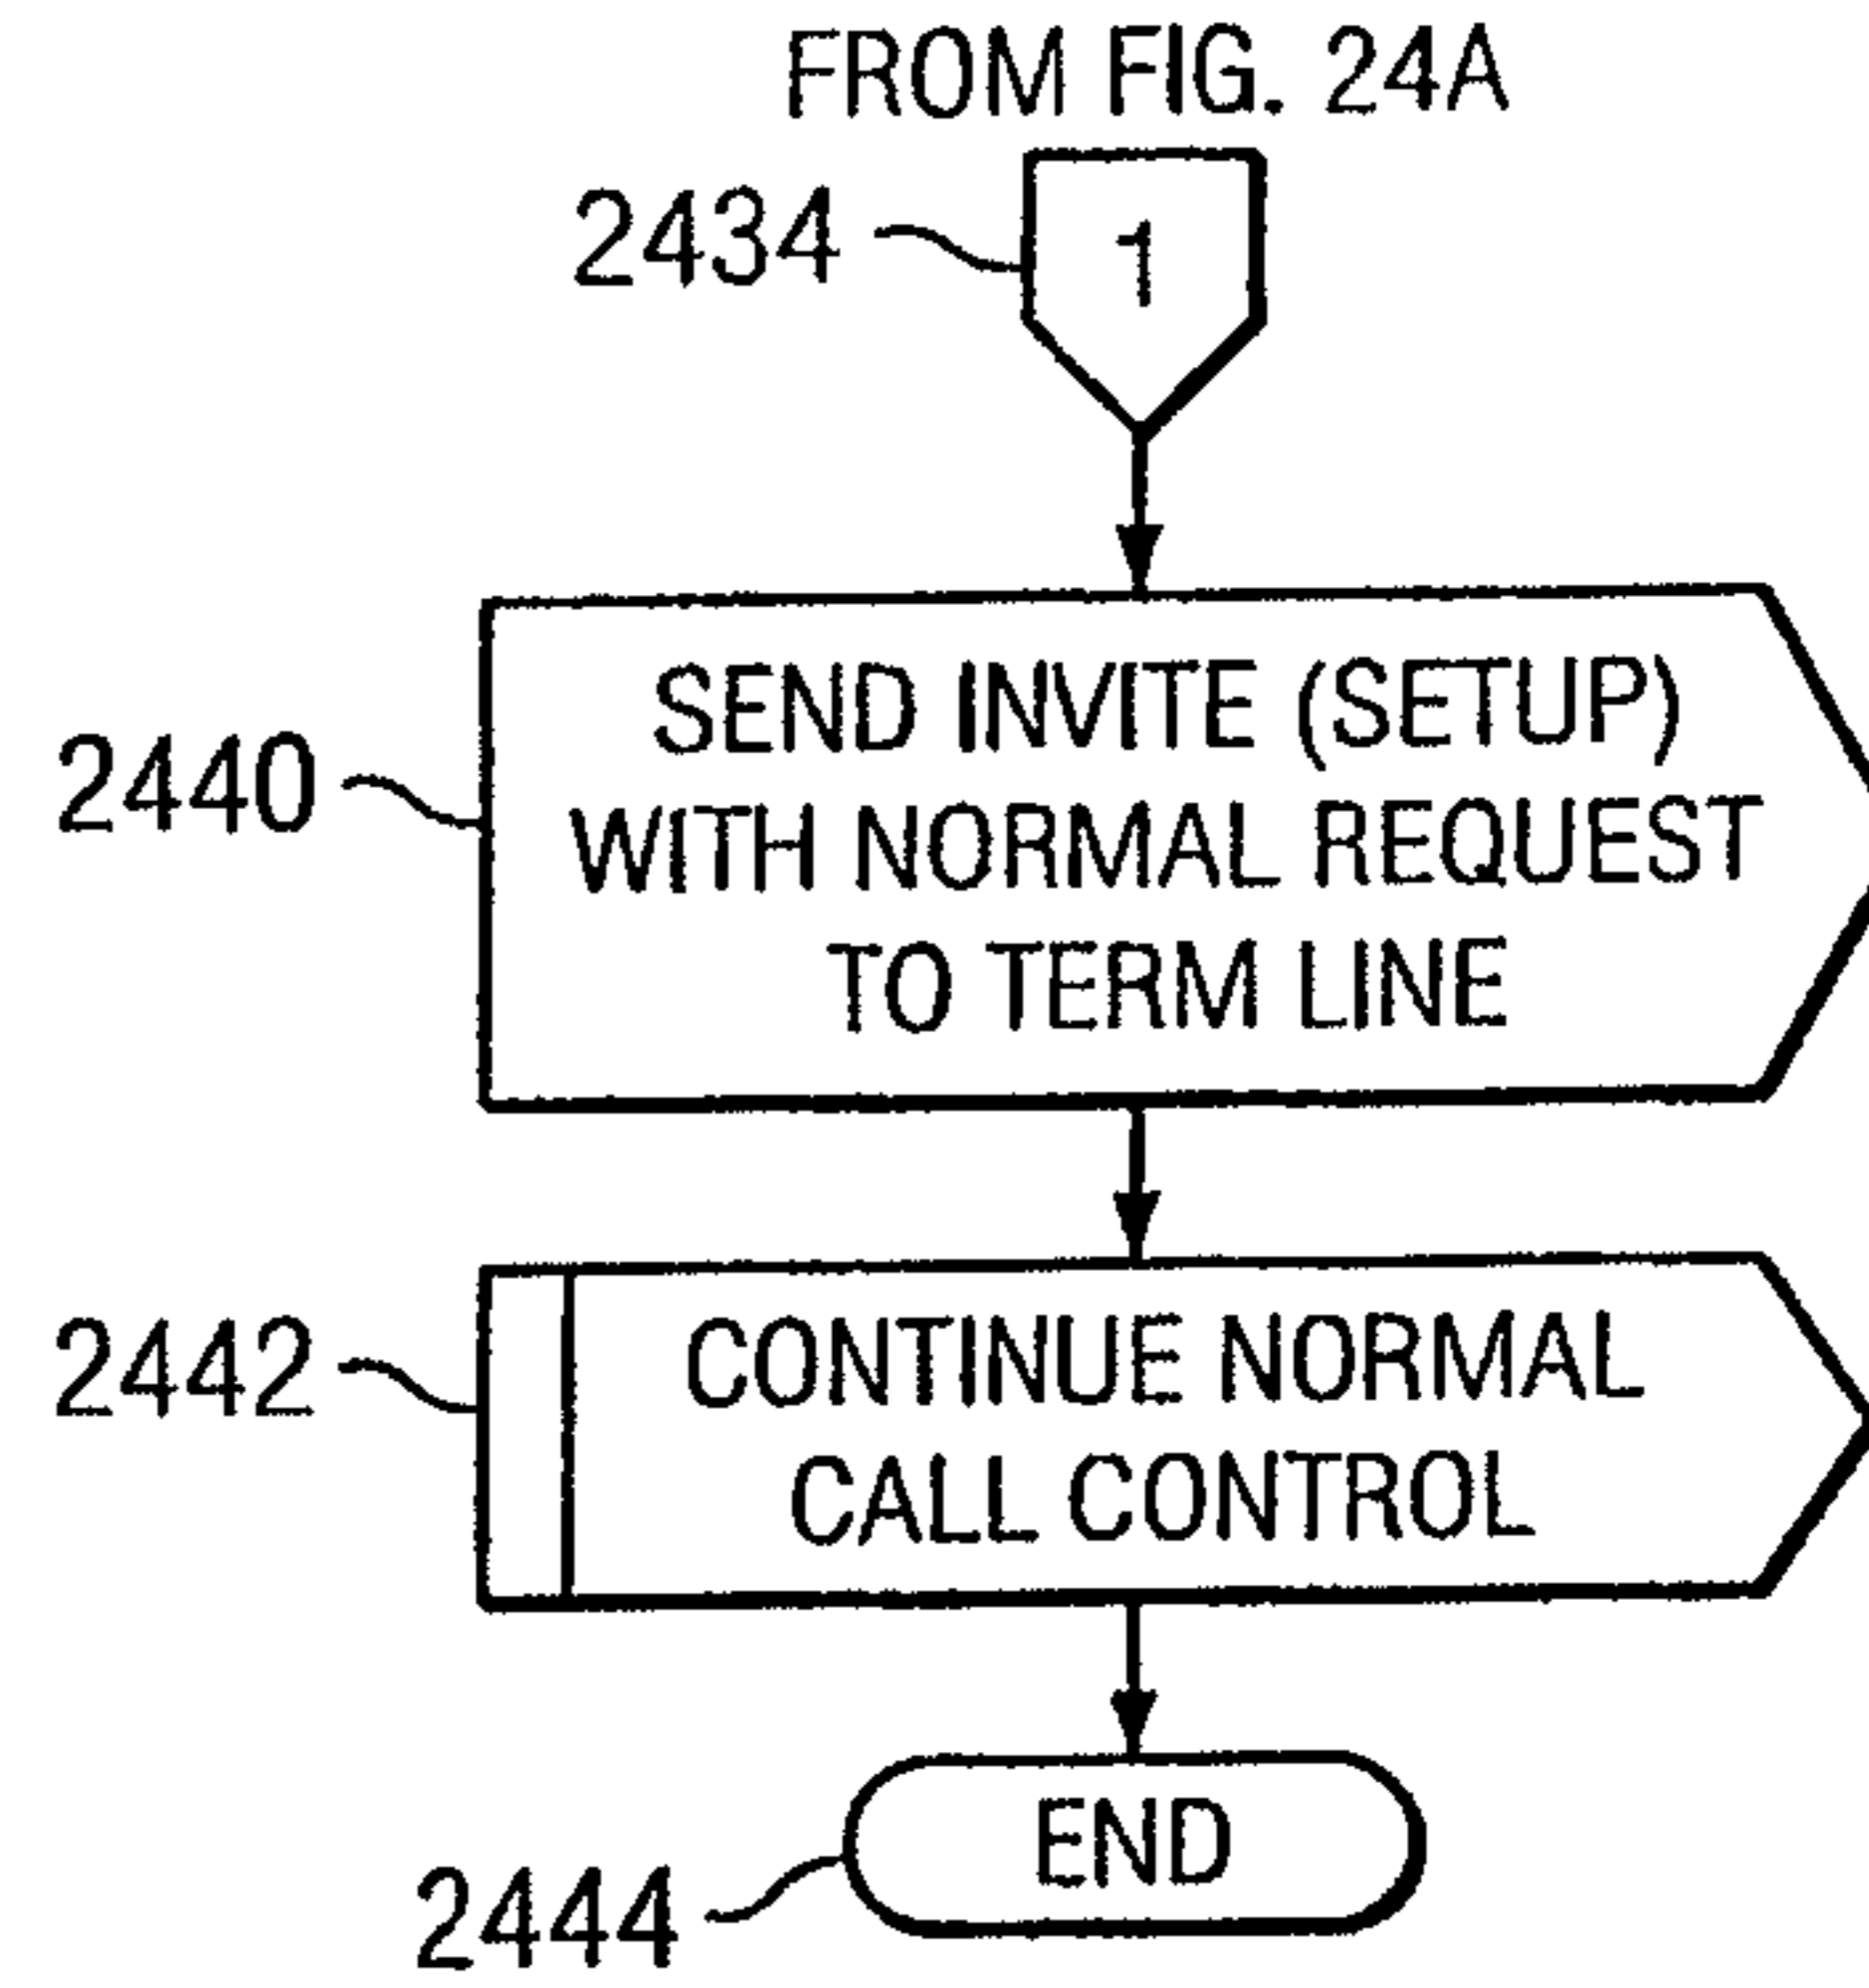 FROM FIG. 24A
2434
1
2440
SEND INVITE (SETUP)
WITH NORMAL REQUEST
TO TERM LINE
2442
CONTINUE NORMAL
CALL CONTROL
END
2444